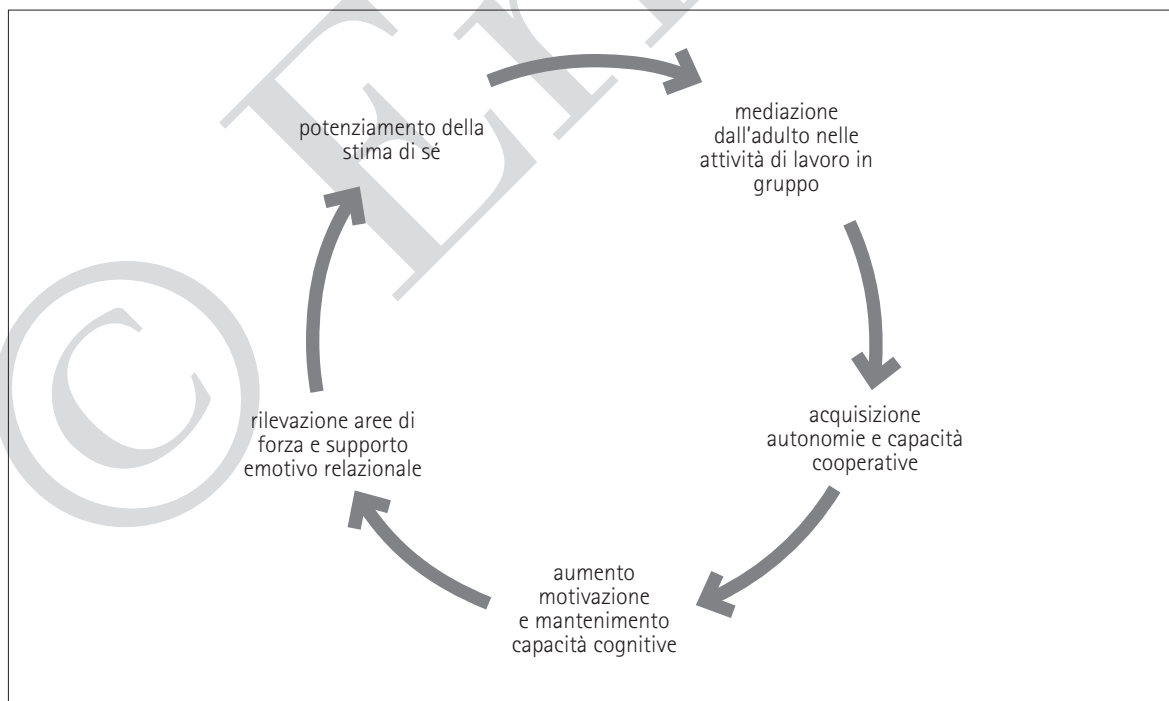 potenziamento della
stima di sé
mediazione
dall'adulto nelle
attività di lavoro in
gruppo
acquisizione
autonomie e capacità
cooperative
aumento
motivazione
e mantenimento
capacità cognitive
rilevazione aree di
forza e supporto
emotivo relazionale
©